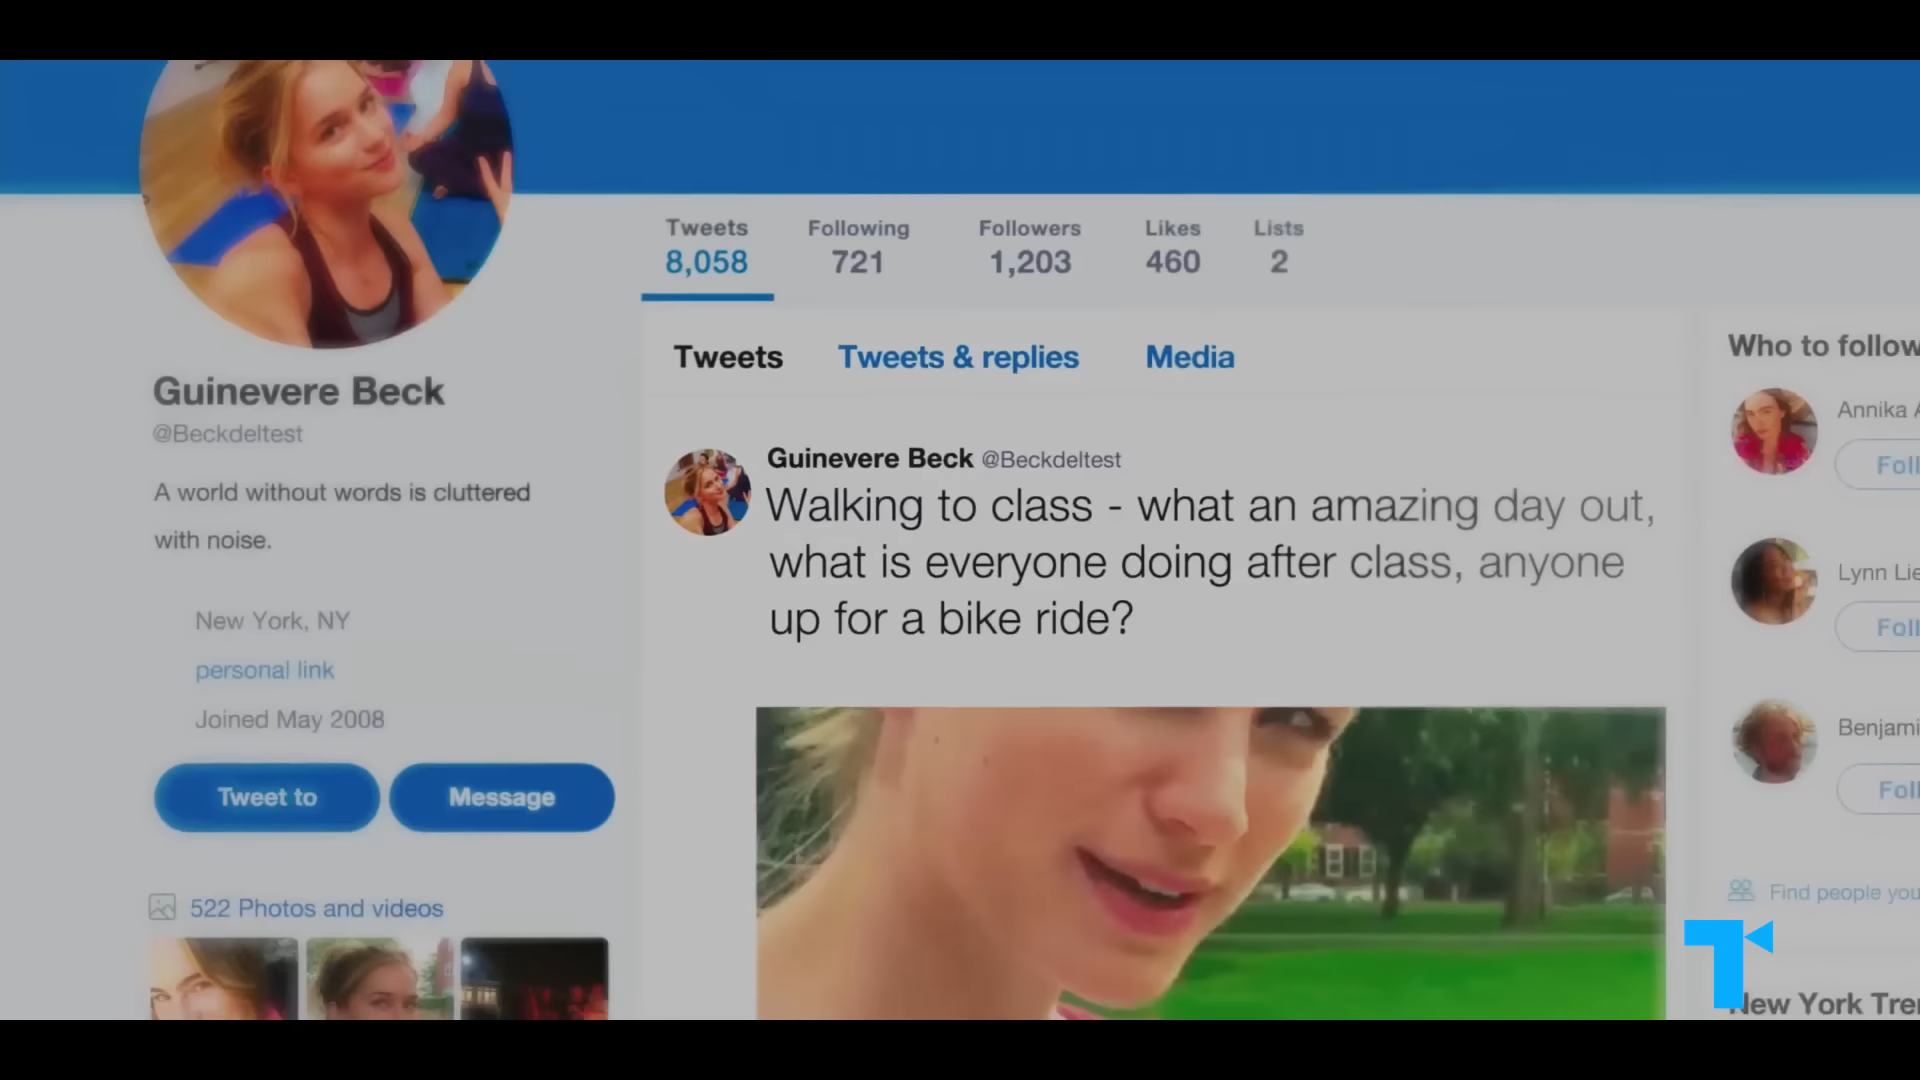 Tweets Following Followers Likes Lists
8,058 721 1,203 460 2
Tweets Tweets & replies Media
Guinevere Beck
@Beckdeltest
A world without words is cluttered
with noise.
New York, NY
personal link
Joined May 2008
Tweet to Message
522 Photos and videos
Guinevere Beck @Beckdeltest
Walking to class - what an amazing day out,
what is everyone doing after class, anyone
up for a bike ride?
Who to follow
Annika A
Foll
Lynn Lie
Foll
Benjami
Foll
Find people you
New York Tre